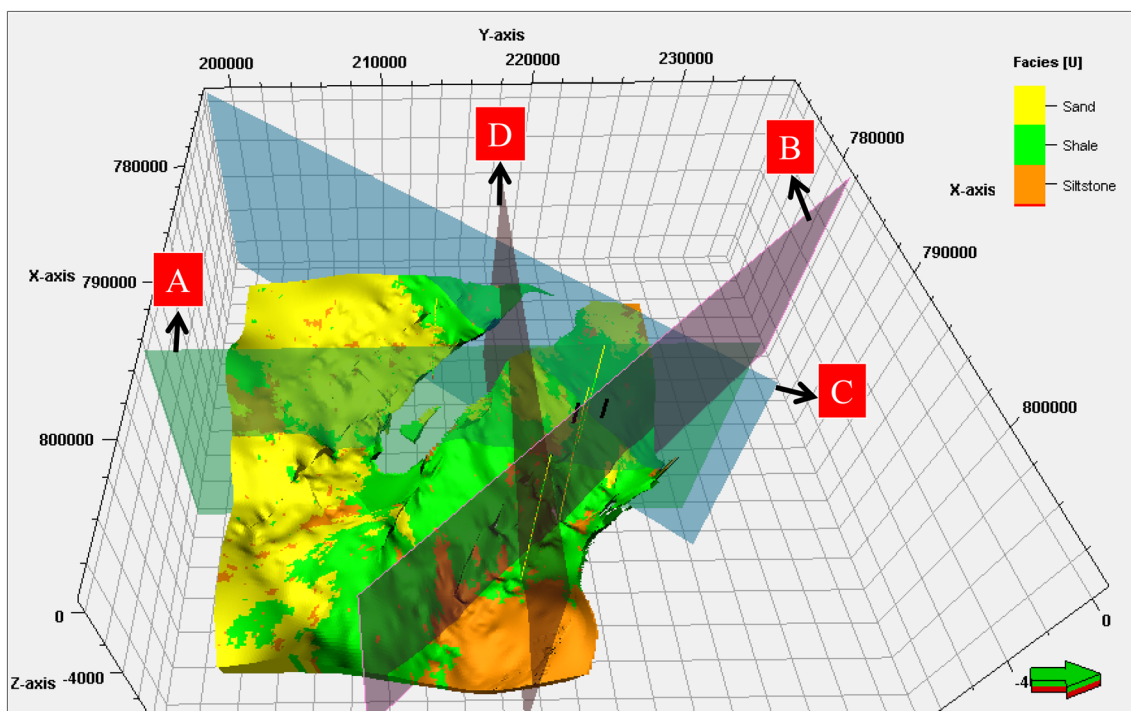 Y-axis
200000
210000
220000
230000
Facies [U]
Sand
Shale
Siltstone
D
B
780000
780000
X-axis
790000
X-axis
790000
A
C
800000
800000
0
0
Z-axis
-4000
-4